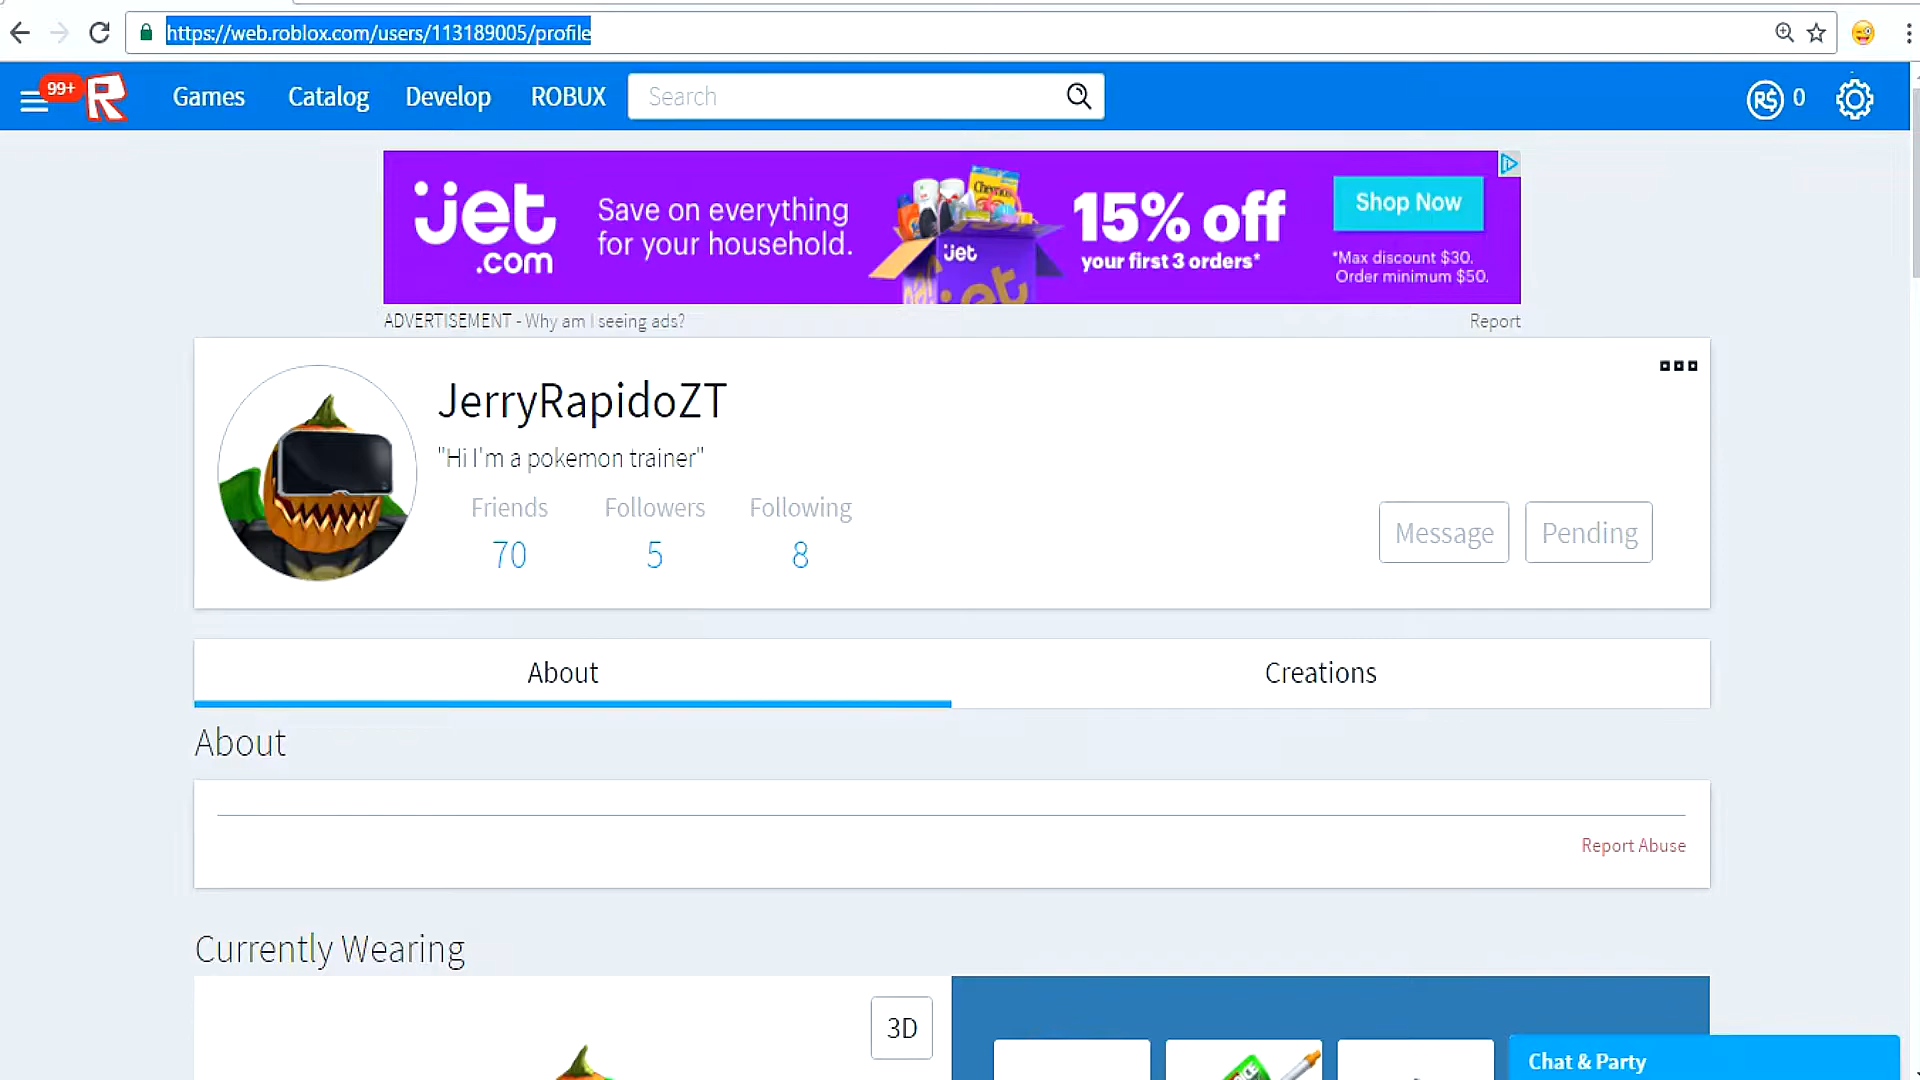 https://web.roblox.com/users/113189005/profile
99+
R
Games
Catalog
Develop
ROBUX
Search
R$
0
jet
.com
Save on everything
for your household.
Cheerios
jet
jet
15% off
your first 3 orders*
Shop Now
*Max discount $30.
Order minimum $50.
ADVERTISEMENT - Why am I seeing ads?
Report
JerryRapidoZT
"Hi I'm a pokemon trainer"
Friends
Followers
Following
70
5
8
Message
Pending
About
Creations
About
Report Abuse
Currently Wearing
3D
Chat & Party